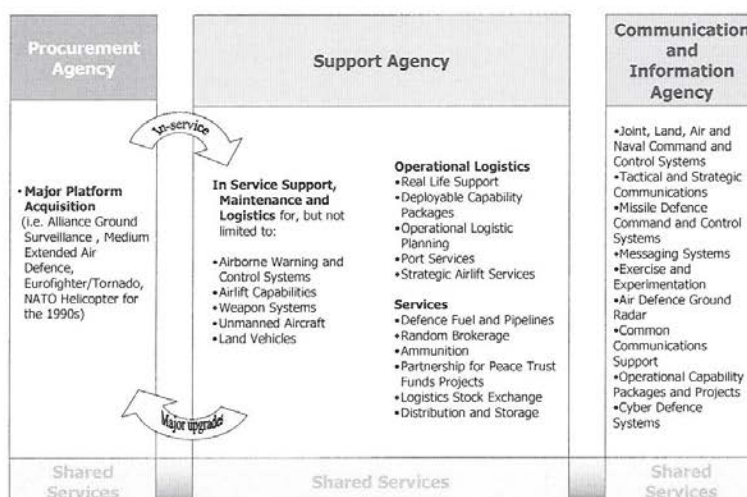 Procurement
Agency
In-service
• Major Platform
Acquisition
(i.e. Alliance Ground
Surveillance , Medium
Extended Air
Defence,
Eurofighter/Tornado,
NATO Helicopter for
the 1990s)
Major upgrades
Shared
Services
Support Agency
In Service Support,
Maintenance and
Logistics for, but not
limited to:
•Airborne Warning and
Control Systems
•Airlift Capabilities
•Weapon Systems
•Unmanned Aircraft
•Land Vehicles
Operational Logistics
•Real Life Support
•Deployable Capability
Packages
•Operational Logistic
Planning
•Port Services
•Strategic Airlift Services
Services
•Defence Fuel and Pipelines
•Random Brokerage
•Ammunition
•Partnership for Peace Trust
Funds Projects
•Logistics Stock Exchange
•Distribution and Storage
Shared Services
Communication
and
Information
Agency
•Joint, Land, Air and
Naval Command and
Control Systems
•Tactical and Strategic
Communications
•Missile Defence
Command and Control
Systems
•Messaging Systems
•Exercise and
Experimentation
•Air Defence Ground
Radar
•Common
Communications
Support
•Operational Capability
Packages and Projects
•Cyber Defence
Systems
Shared
Services